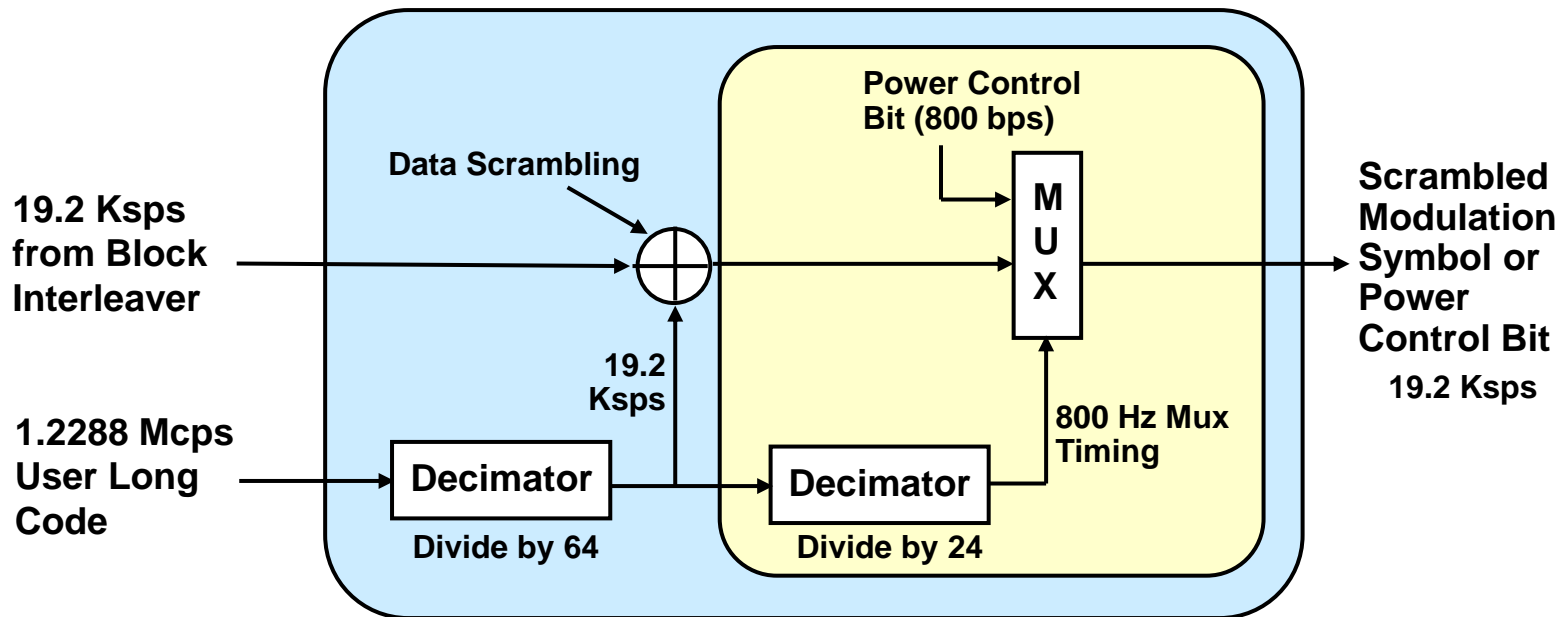 Power Control
Bit (800 bps)
Data Scrambling
M
U
X
19.2 Ksps
from Block
Interleaver
Scrambled
Modulation
Symbol or
Power
Control Bit
19.2 Ksps
19.2
Ksps
800 Hz Mux
Timing
1.2288 Mcps
User Long
Code
Decimator
Divide by 64
Decimator
Divide by 24